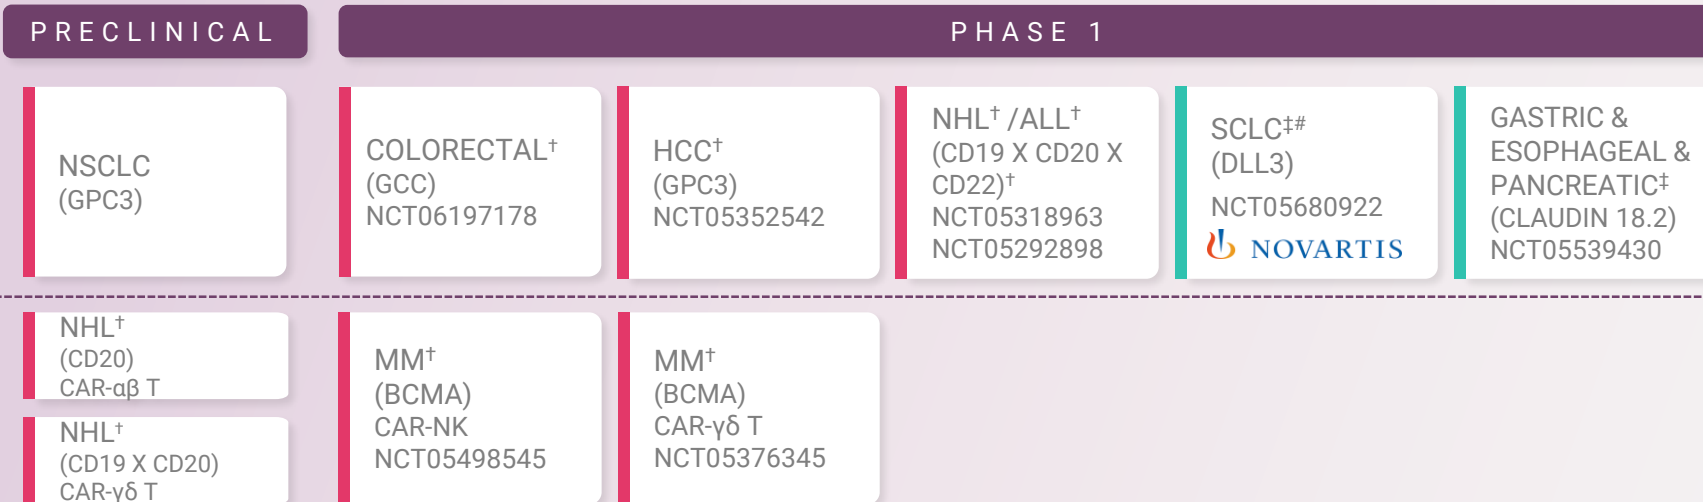 PRECLINICAL
PHASE 1
NSCLC
(GPC3)
COLORECTAL†
(GCC)
NCT06197178
HCC†
(GPC3)
NCT05352542
NHL† /ALL†
(CD19 X CD20 X
CD22)†
NCT05318963
NCT05292898
SCLC‡#
(DLL3)
NCT05680922
NOVARTIS
GASTRIC &
ESOPHAGEAL &
PANCREATIC‡
(CLAUDIN 18.2)
NCT05539430
NHL†
(CD20)
CAR-αβ T
NHL†
(CD19 X CD20)
CAR-γδ T
MM†
(BCMA)
CAR-NK
NCT05498545
MM†
(BCMA)
CAR-γδ T
NCT05376345